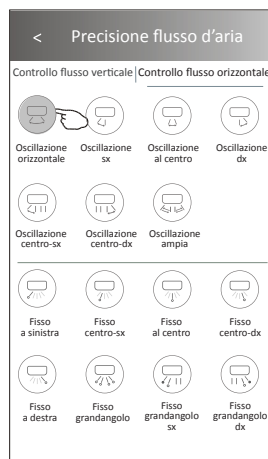 < Precisione flusso d'aria
Controllo flusso verticale | Controllo flusso orizzontale
Oscillazione orizzontale
Oscillazione sx
Oscillazione al centro
Oscillazione dx
Oscillazione centro-sx
Oscillazione centro-dx
Oscillazione ampia
Fisso a sinistra
Fisso centro-sx
Fisso al centro
Fisso centro-dx
Fisso a destra
Fisso grandangolo
Fisso grandangolo sx
Fisso grandangolo dx